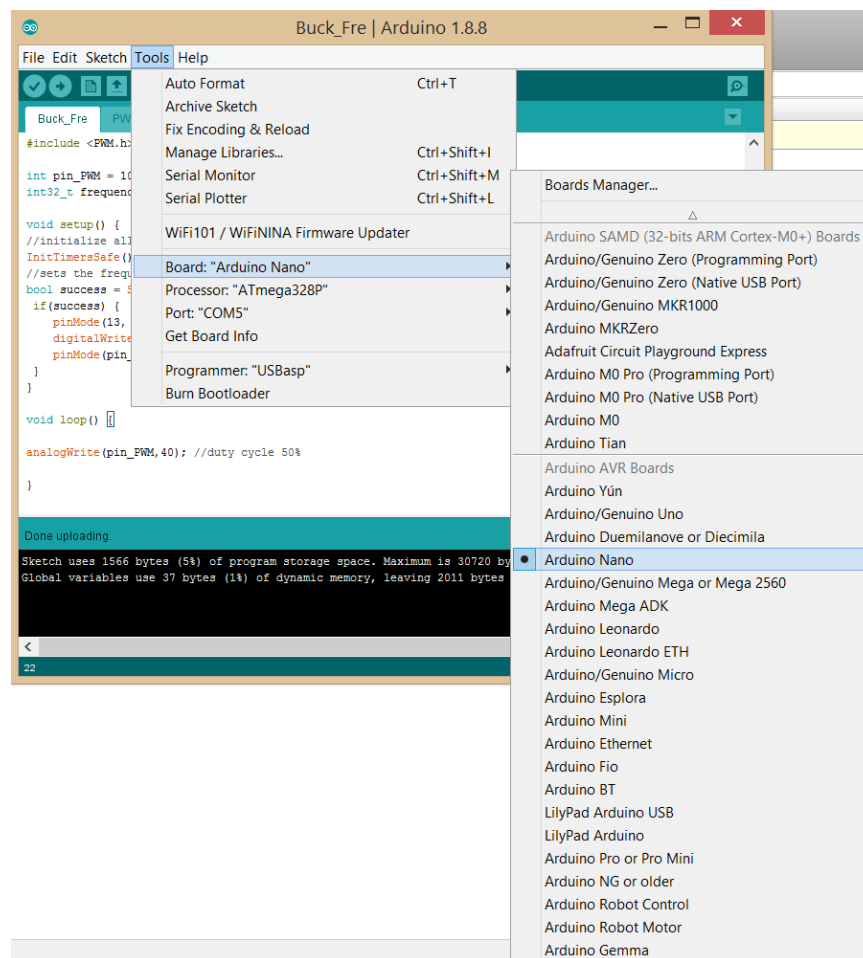 Buck_Fre | Arduino 1.8.8
File Edit Sketch Tools Help
Buck_Fre PW
#include <PWM.h>
int pin_PWM = 10
int32_t frequenc
void setup() {
//initialize all
InitTimersSafe()
//sets the frequ
bool success = S
if(success) {
pinMode(13,
digitalWrite
pinMode(pin_
}
}
void loop() {
analogWrite(pin_PWM,40); //duty cycle 50%
}
Done uploading.
Sketch uses 1566 bytes (5%) of program storage space. Maximum is 30720 by
Global variables use 37 bytes (1%) of dynamic memory, leaving 2011 bytes
22
Auto Format Ctrl+T
Archive Sketch
Fix Encoding & Reload
Manage Libraries... Ctrl+Shift+I
Serial Monitor Ctrl+Shift+M
Serial Plotter Ctrl+Shift+L
WiFi101 / WiFiNINA Firmware Updater
Board: "Arduino Nano"
Processor: "ATmega328P"
Port: "COM5"
Get Board Info
Programmer: "USBasp"
Burn Bootloader
Boards Manager...
Arduino SAMD (32-bits ARM Cortex-M0+) Boards
Arduino/Genuino Zero (Programming Port)
Arduino/Genuino Zero (Native USB Port)
Arduino/Genuino MKR1000
Arduino MKRZero
Adafruit Circuit Playground Express
Arduino M0 Pro (Programming Port)
Arduino M0 Pro (Native USB Port)
Arduino M0
Arduino Tian
Arduino AVR Boards
Arduino Yún
Arduino/Genuino Uno
Arduino Duemilanove or Diecimila
Arduino Nano
Arduino/Genuino Mega or Mega 2560
Arduino Mega ADK
Arduino Leonardo
Arduino Leonardo ETH
Arduino/Genuino Micro
Arduino Esplora
Arduino Mini
Arduino Ethernet
Arduino Fio
Arduino BT
LilyPad Arduino USB
LilyPad Arduino
Arduino Pro or Pro Mini
Arduino NG or older
Arduino Robot Control
Arduino Robot Motor
Arduino Gemma